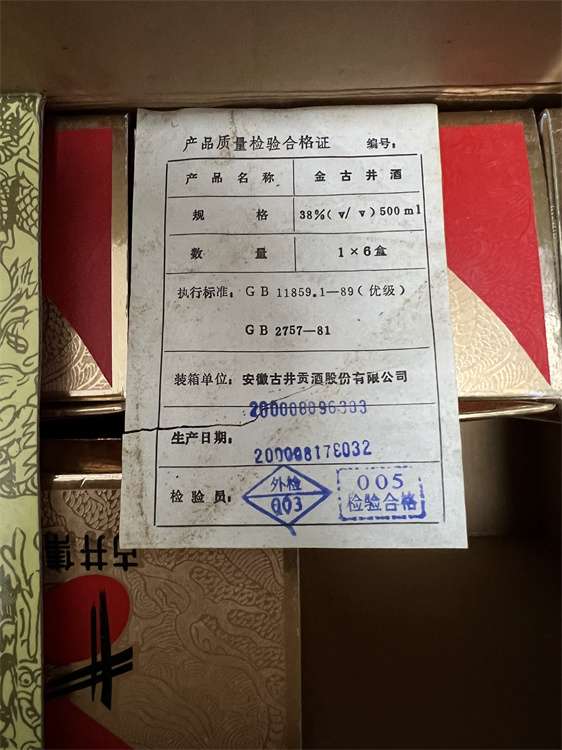 产品质量检验合格证 编号：
产品名称 金古井酒
规格 38%(v/v)500ml
数量 1×6盒
执行标准：GB 11859.1—89(优级)
GB 2757—81
装箱单位：安徽古井贡酒股份有限公司
生产日期：
检验员：
外检
003
005
检验合格
古井